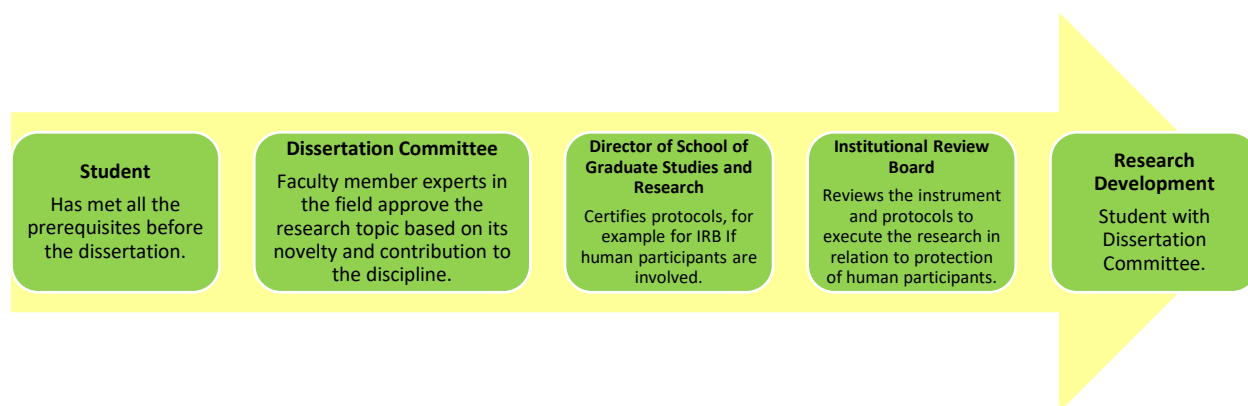 Student
Has met all the
prerequisites before
the dissertation.
Dissertation Committee
Faculty member experts in
the field approve the
research topic based on its
novelty and contribution to
the discipline.
Director of School of
Graduate Studies and
Research
Certifies protocols, for
example for IRB If
human participants are
involved.
Institutional Review
Board
Reviews the instrument
and protocols to
execute the research in
relation to protection
of human participants.
Research
Development
Student with
Dissertation
Committee.